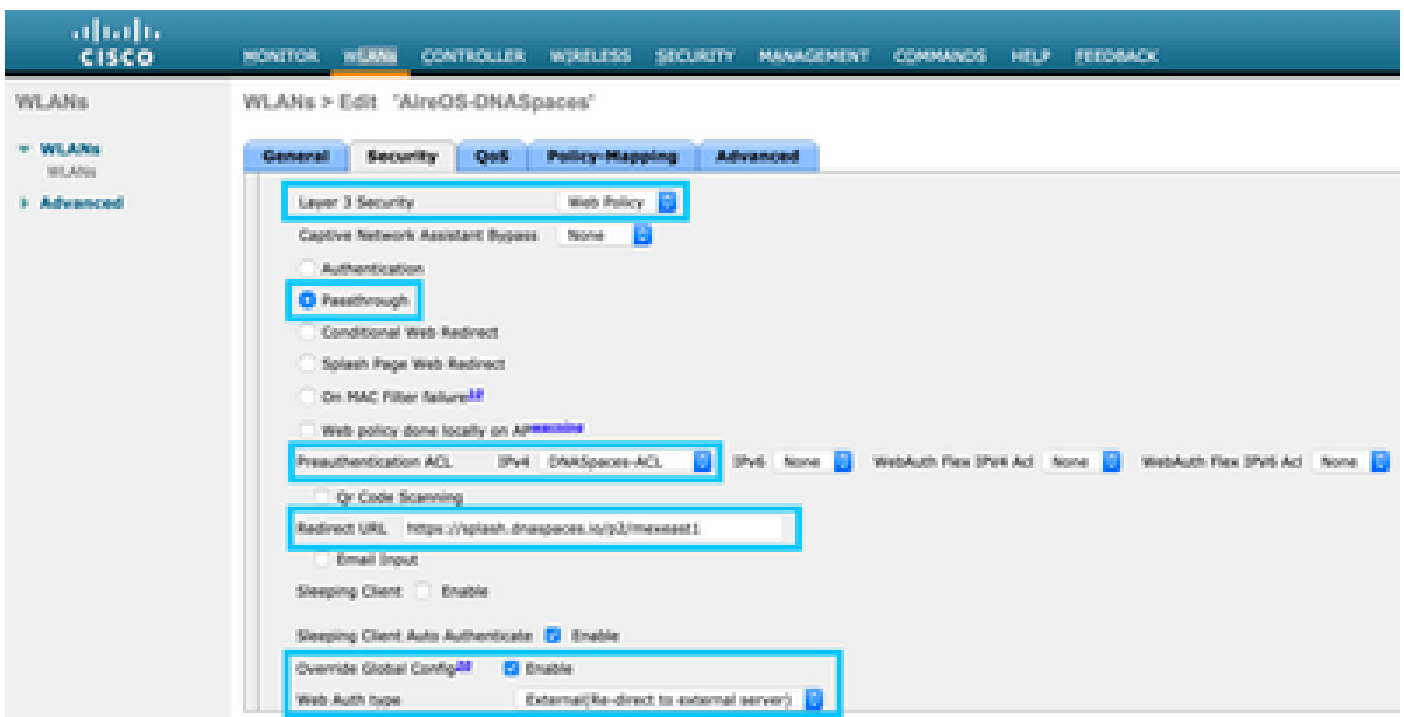 CISCO
MONITOR WLANs CONTROLLER WIRELESS SECURITY MANAGEMENT COMMANDS HELP FEEDBACK
WLANs
WLANs > Edit 'AireOS-DNASpaces'
WLANs
WLANs
Advanced
General Security QoS Policy-Mapping Advanced
Layer 3 Security Web Policy
Captive Network Assistant Bypass None
Authentication
Passthrough
Conditional Web Redirect
Splash Page Web Redirect
On MAC Filter failure
Web policy done locally on AP
Preauthentication ACL IPv4 DNASpaces-ACL IPv6 None WebAuth Flex IPv4 Acl None WebAuth Flex IPv6 Acl None
Qr Code Scanning
Redirect URL https://splash.dnaspaces.io/p2/mexeast1
Email Input
Sleeping Client Enable
Sleeping Client Auto Authenticate Enable
Override Global Config Enable
Web Auth type External(Re-direct to external server)